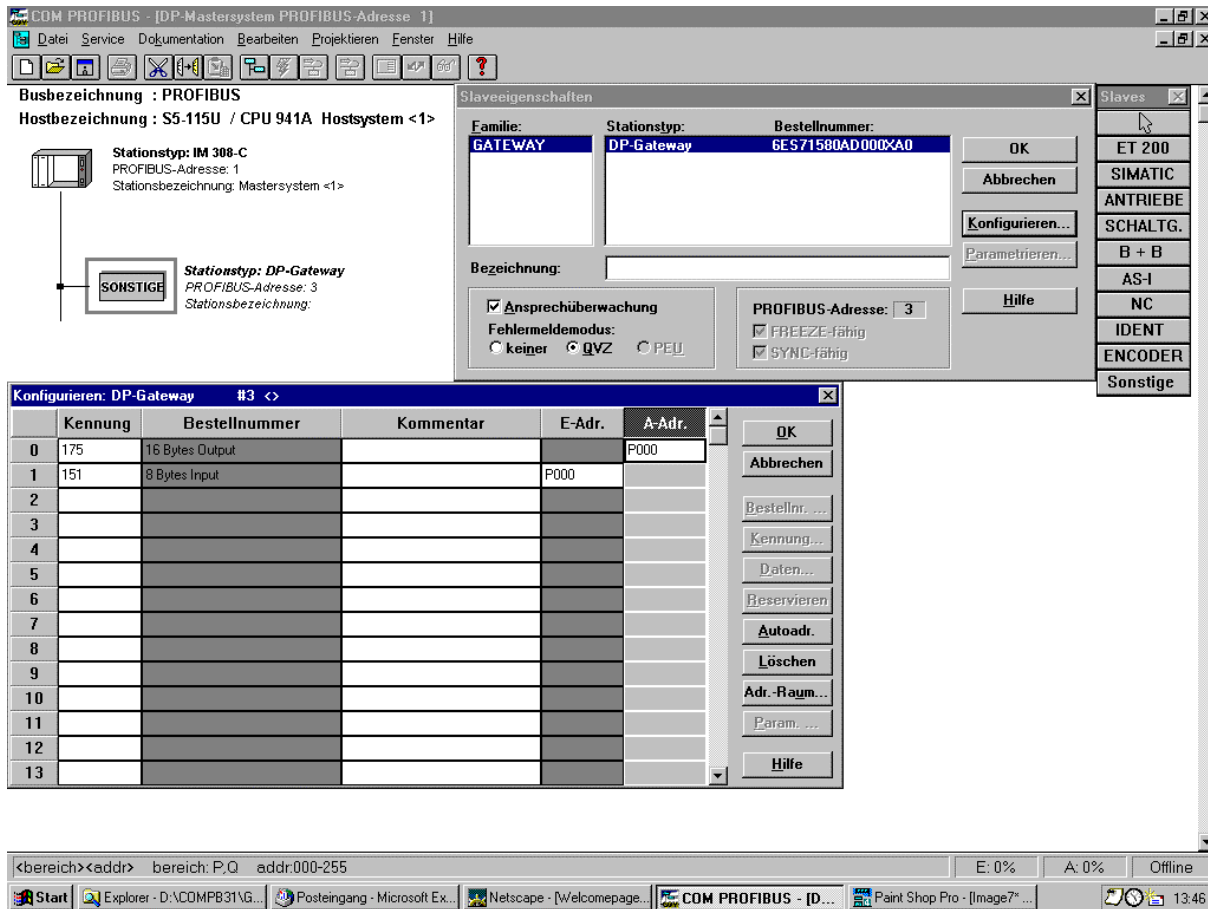 COM PROFIBUS - [DP-Mastersystem PROFIBUS-Adresse 1]
Datei Service Dokumentation Bearbeiten Projektieren Fenster Hilfe
Busbezeichnung : PROFIBUS
Hostbezeichnung : S5-115U / CPU 941A Hostsystem <1>
Stationstyp: IM 308-C
PROFIBUS-Adresse: 1
Stationsbezeichnung: Mastersystem <1>
SONSTIGE
Stationstyp: DP-Gateway
PROFIBUS-Adresse: 3
Stationsbezeichnung:
Slaveeigenschaften
Familie: Stationstyp: Bestellnummer:
GATEWAY DP-Gateway 6ES71580AD000XA0
OK
Abbrechen
Konfigurieren...
Parametrieren...
Hilfe
Bezeichnung:
Ansprechüberwachung
Fehlermeldemodus:
keiner QVZ PEU
PROFIBUS-Adresse: 3
FREEZE-fähig
SYNC-fähig
Slaves
ET 200
SIMATIC
ANTRIEBE
SCHALTG.
B + B
AS-I
NC
IDENT
ENCODER
Sonstige
Konfigurieren: DP-Gateway #3 <>
Kennung Bestellnummer Kommentar E-Adr. A-Adr.
0 175 16 Bytes Output P000
1 151 8 Bytes Input P000
2
3
4
5
6
7
8
9
10
11
12
13
OK
Abbrechen
Bestellnr. ...
Kennung...
Daten...
Reservieren
Autoadr.
Löschen
Adr.-Raum...
Param. ...
Hilfe
<bereich><addr> bereich: P,Q addr:000-255
E: 0% A: 0% Offline
Start Explorer - D:\COMPB31\G... Posteingang - Microsoft Ex... Netscape - [Welcomepage... COM PROFIBUS - [D... Paint Shop Pro - [Image7* ... 13:46